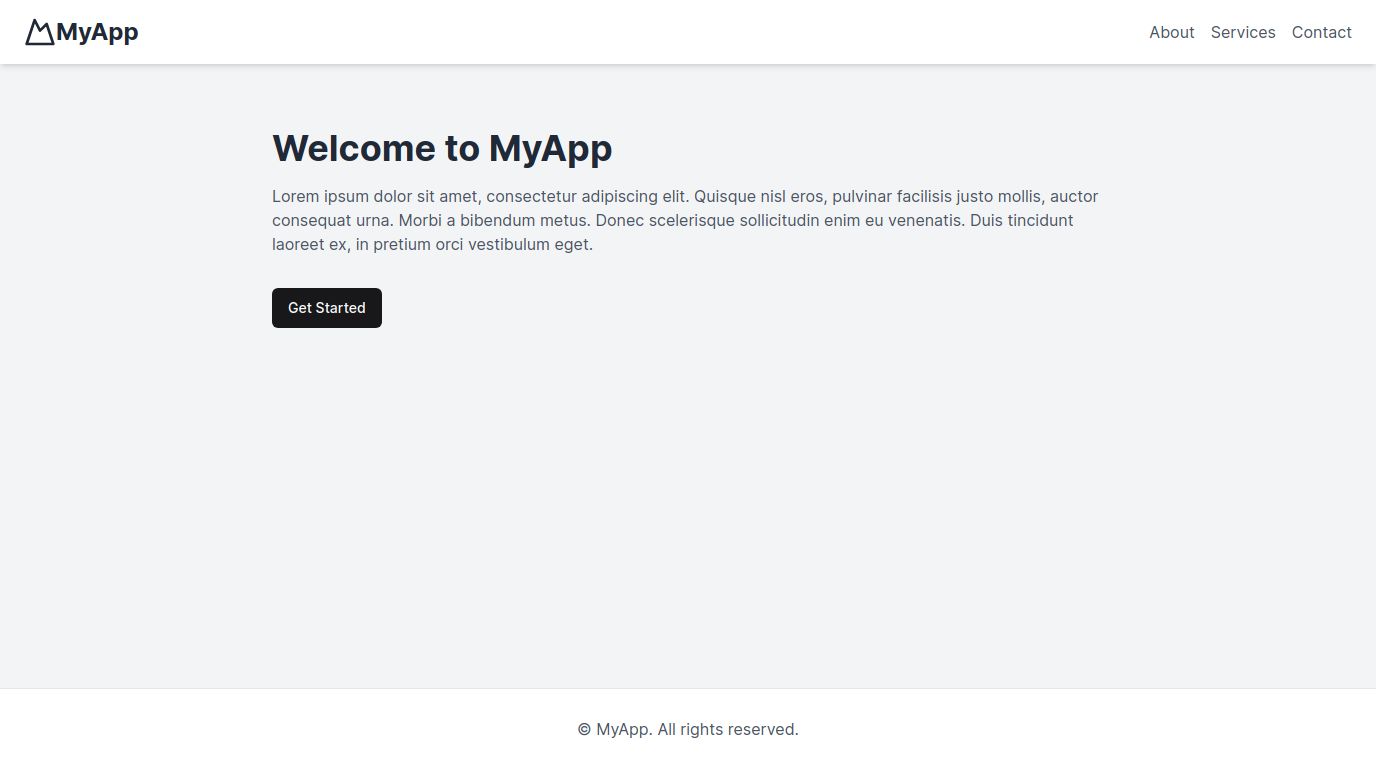 MyApp
About Services Contact
Welcome to MyApp
Lorem ipsum dolor sit amet, consectetur adipiscing elit. Quisque nisl eros, pulvinar facilisis justo mollis, auctor
consequat urna. Morbi a bibendum metus. Donec scelerisque sollicitudin enim eu venenatis. Duis tincidunt
laoreet ex, in pretium orci vestibulum eget.
Get Started
© MyApp. All rights reserved.